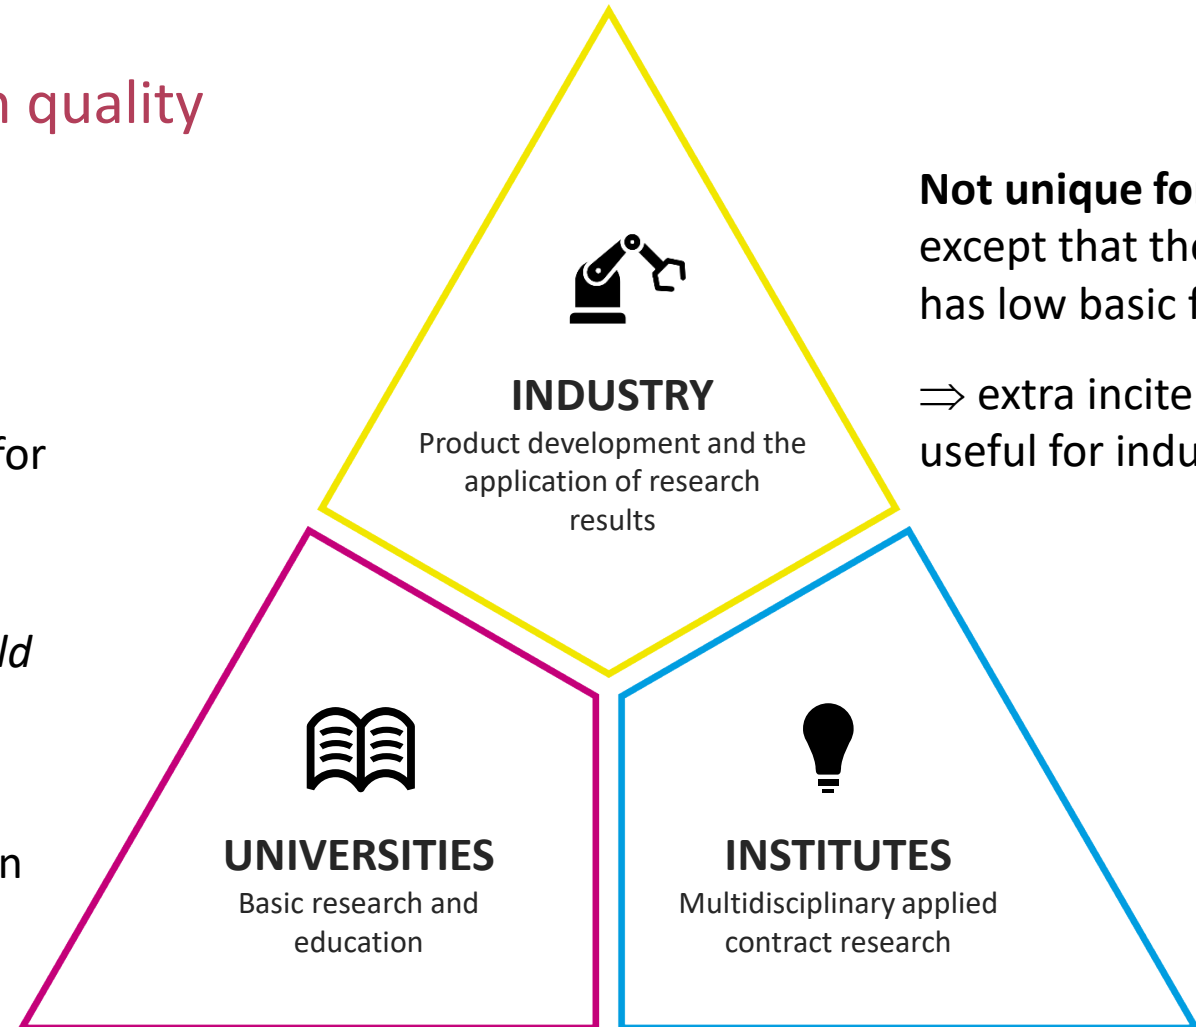 n quality
for
ld
n
INDUSTRY
Product development and the
application of research
results
UNIVERSITIES
Basic research and
education
INSTITUTES
Multidisciplinary applied
contract research
Not unique fo
except that the
has low basic f
⇒ extra incite
useful for indu